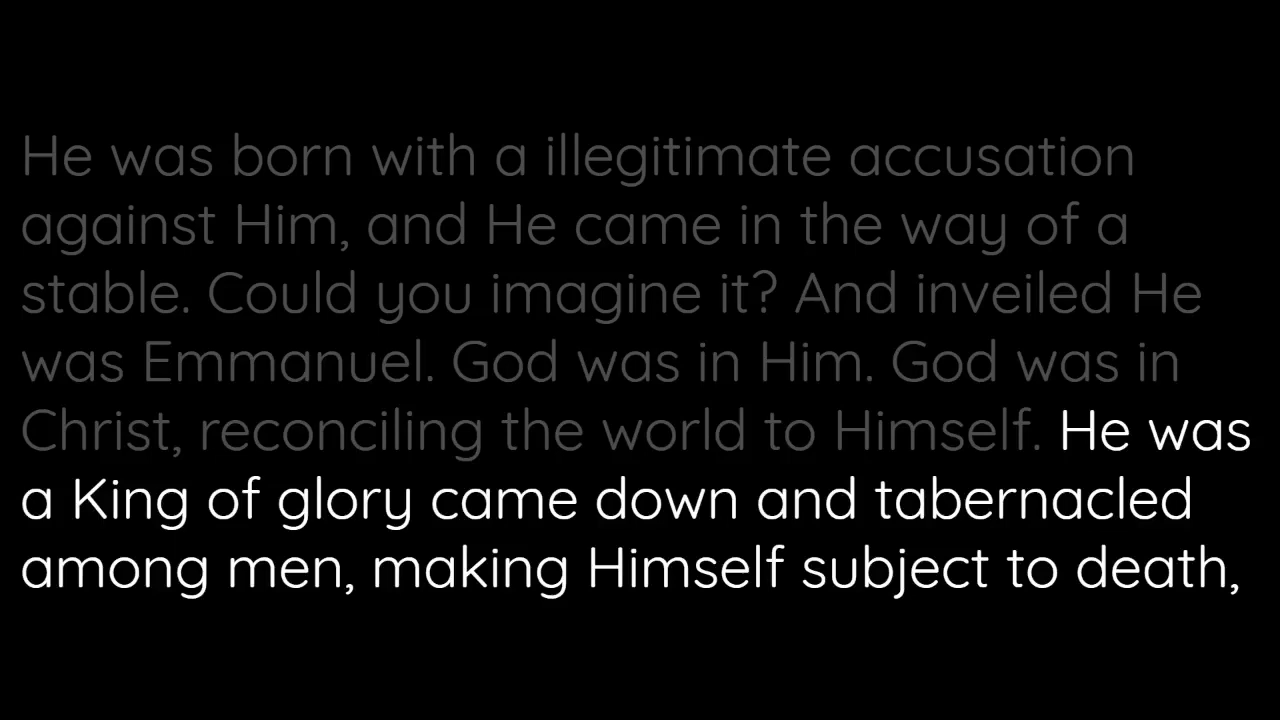 He was born with a illegitimate accusation
against Him, and He came in the way of a
stable. Could you imagine it? And inveiled He
was Emmanuel. God was in Him. God was in
Christ, reconciling the world to Himself. He was
a King of glory came down and tabernacled
among men, making Himself subject to death,